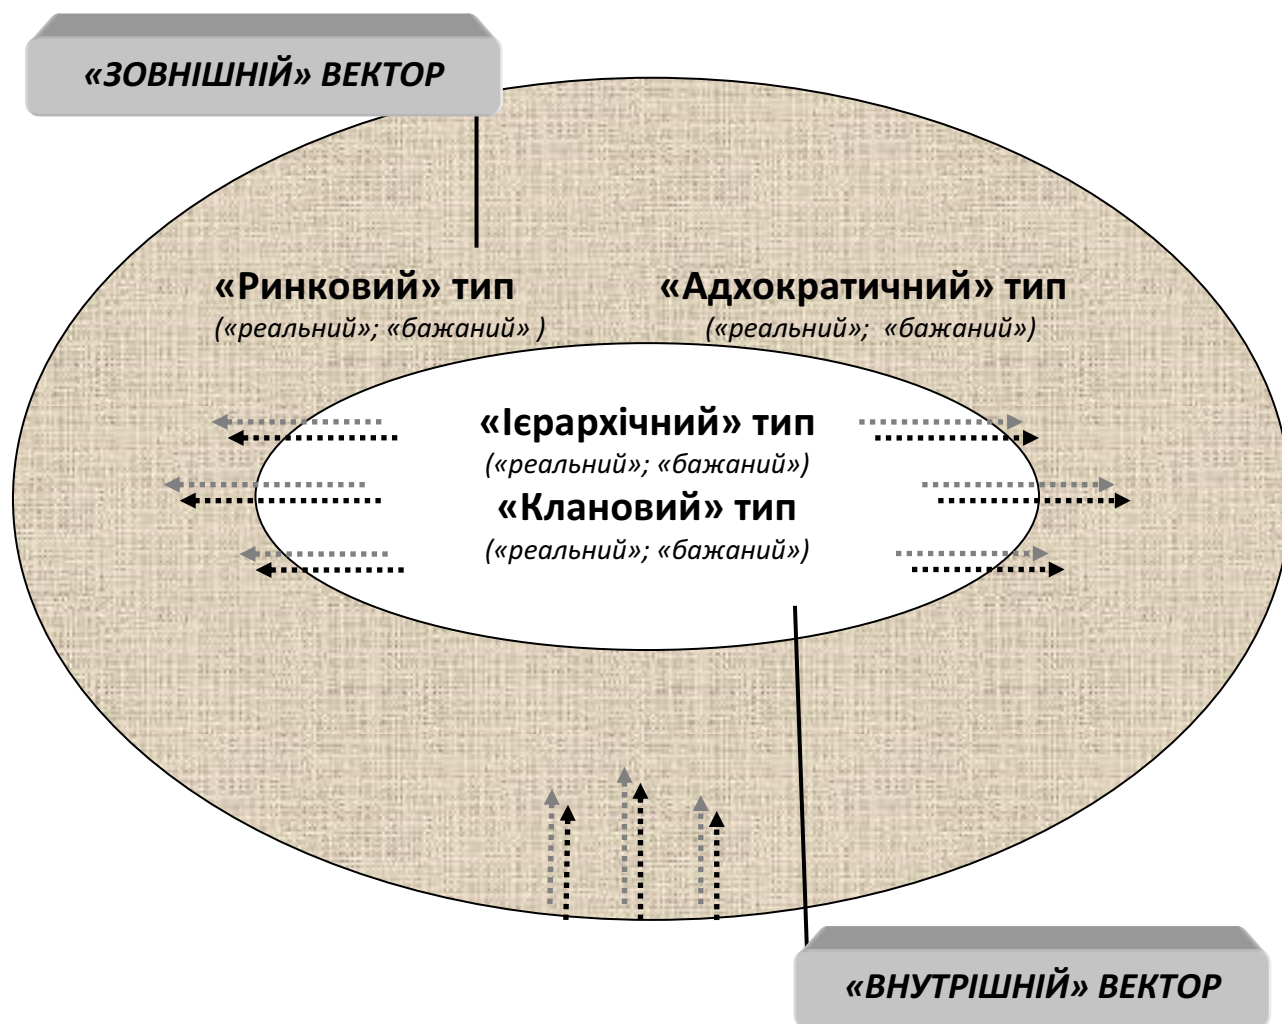 «ЗОВНІШНІЙ» ВЕКТОР
«Ринковий» тип
(«реальний»; «бажаний» )
«Адхократичний» тип
(«реальний»; «бажаний»)
«Ієрархічний» тип
(«реальний»; «бажаний»)
«Клановий» тип
(«реальний»; «бажаний»)
«ВНУТРІШНІЙ» ВЕКТОР